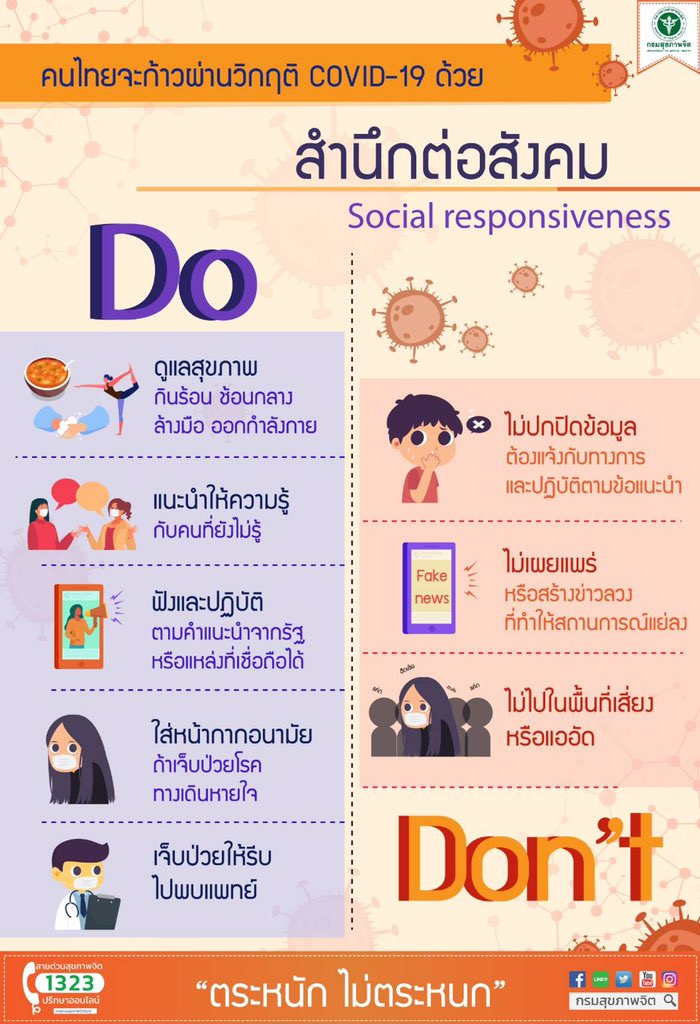 กรมสุขภาพจิต
DEPARTMENT OF MENTAL HEALTH
คนไทยจะก้าวผ่านวิกฤติ COVID-19 ด้วย
สำนึกต่อสังคม
Social responsiveness
Do
ดูแลสุขภาพ
กินร้อน ช้อนกลาง
ล้างมือ ออกกำลังกาย
แนะนำให้ความรู้
กับคนที่ยังไม่รู้
ฟังและปฏิบัติ
ตามคำแนะนำจากรัฐ
หรือแหล่งที่เชื่อถือได้
ใส่หน้ากากอนามัย
ถ้าเจ็บป่วยโรค
ทางเดินหายใจ
เจ็บป่วยให้รีบ
ไปพบแพทย์
ไม่ปกปิดข้อมูล
ต้องแจ้งกับทางการ
และปฏิบัติตามข้อแนะนำ
Fake
news
ไม่เผยแพร่
หรือสร้างข่าวลวง
ที่ทำให้สถานการณ์แย่ลง
ไม่ไปในพื้นที่เสี่ยง
หรือแออัด
Don't
สายด่วนสุขภาพจิต
1323
ปรึกษาออนไลน์
"ตระหนัก ไม่ตระหนก"
LINE@
You
Tube
กรมสุขภาพจิต